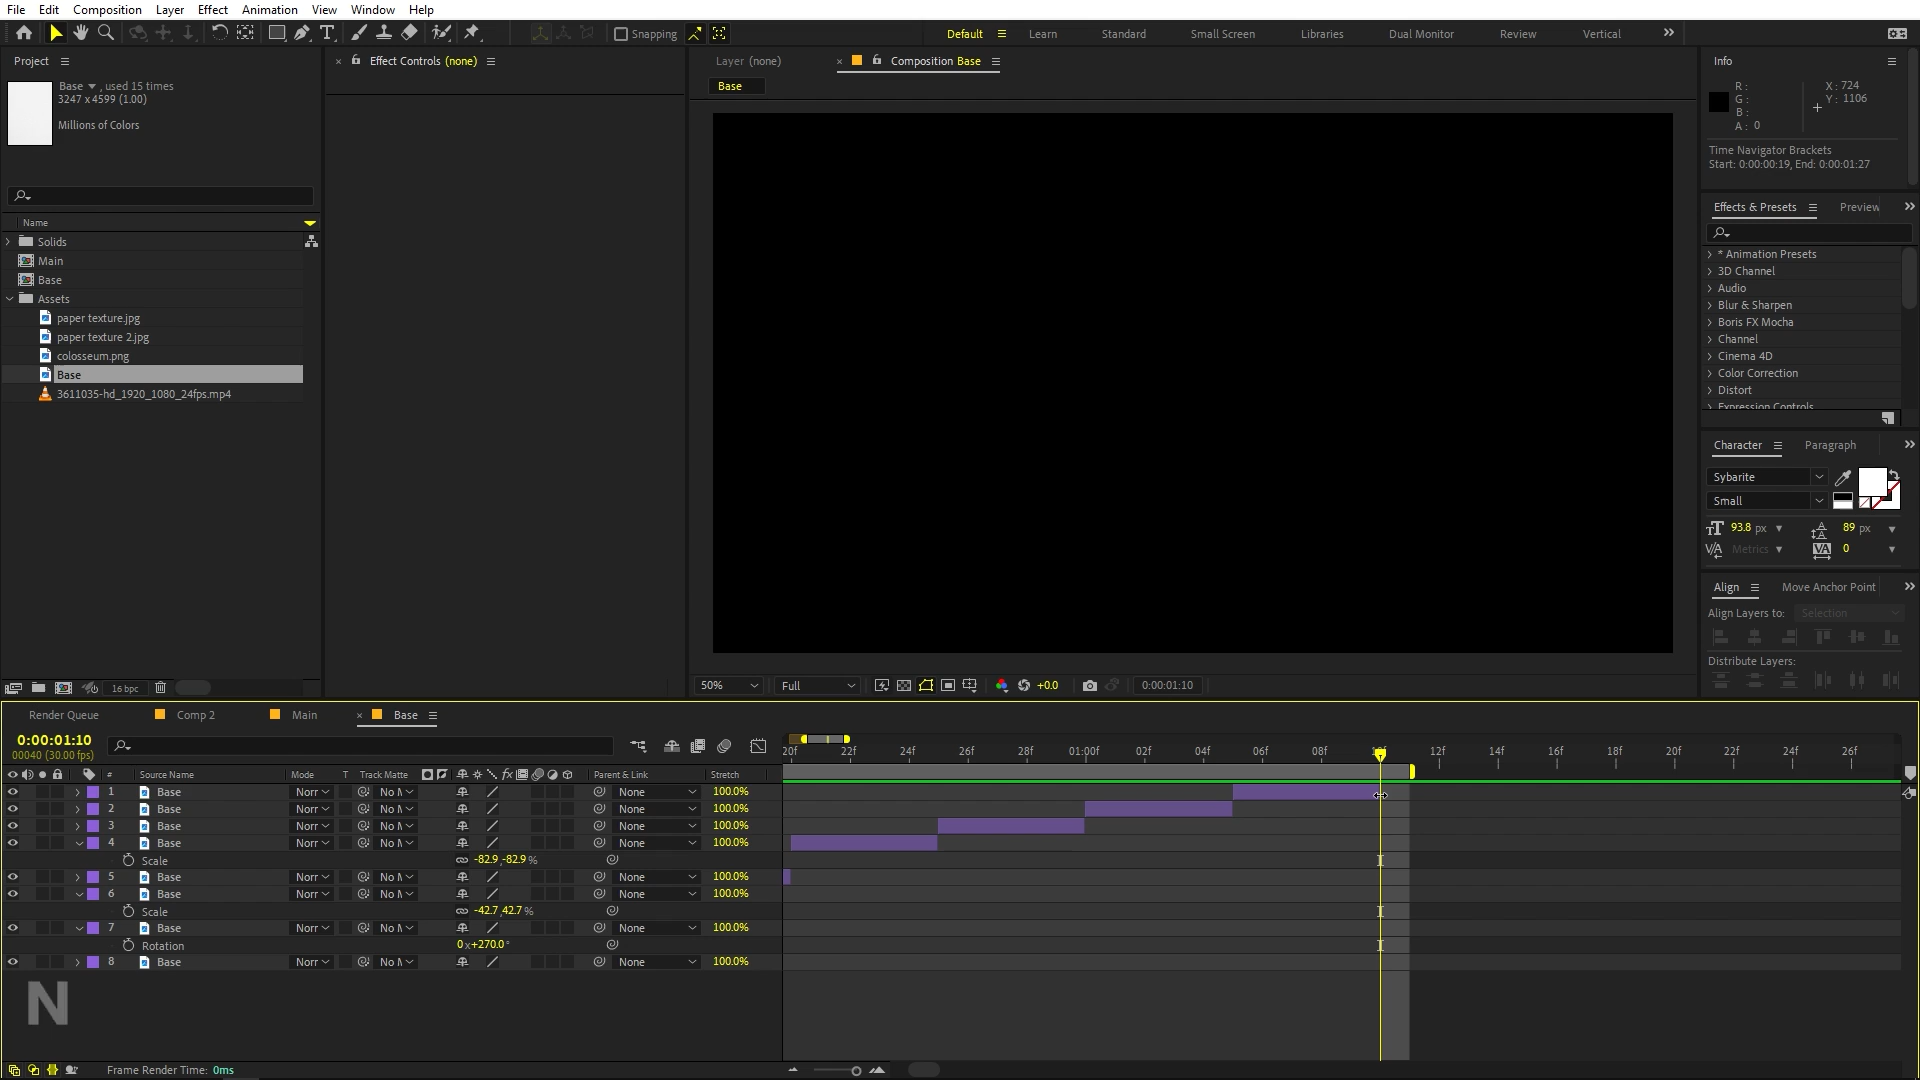 File Edit Composition Layer Effect Animation View Window Help
Snapping
Default Learn Standard Small Screen Libraries Dual Monitor Review Vertical
Project
Base , used 15 times
3247 x 4599 (1.00)
Millions of Colors
Name
Solids
Main
Base
Assets
paper texture.jpg
paper texture 2.jpg
colosseum.png
Base
3611035-hd_1920_1080_24fps.mp4
16 bpc
Effect Controls (none)
Layer (none)
Composition Base
Base
50% Full +0.0 0:00:01:10
Info
R :
G :
B :
A : 0
X : 724
Y : 1106
Time Navigator Brackets
Start: 0:00:00:19, End: 0:00:01:27
Effects & Presets Preview
* Animation Presets
3D Channel
Audio
Blur & Sharpen
Boris FX Mocha
Channel
Cinema 4D
Color Correction
Distort
Expression Controls
Character Paragraph
Sybarite
Small
93.8 px 89 px
Metrics 0
Align Move Anchor Point
Align Layers to: Selection
Distribute Layers:
Render Queue Comp 2 Main Base
0:00:01:10
00040 (30.00 fps)
# Source Name Mode T Track Matte Parent & Link Stretch
20f 22f 24f 26f 28f 01:00f 02f 04f 06f 08f 12f 14f 16f 18f 20f 22f 24f 26f
1 Base Norr No M None 100.0%
2 Base Norr No M None 100.0%
3 Base Norr No M None 100.0%
4 Base Norr No M None 100.0%
Scale -82.9,-82.9 %
5 Base Norr No M None 100.0%
6 Base Norr No M None 100.0%
Scale -42.7,42.7 %
7 Base Norr No M None 100.0%
Rotation 0x+270.0°
8 Base Norr No M None 100.0%
N
Frame Render Time: 0ms